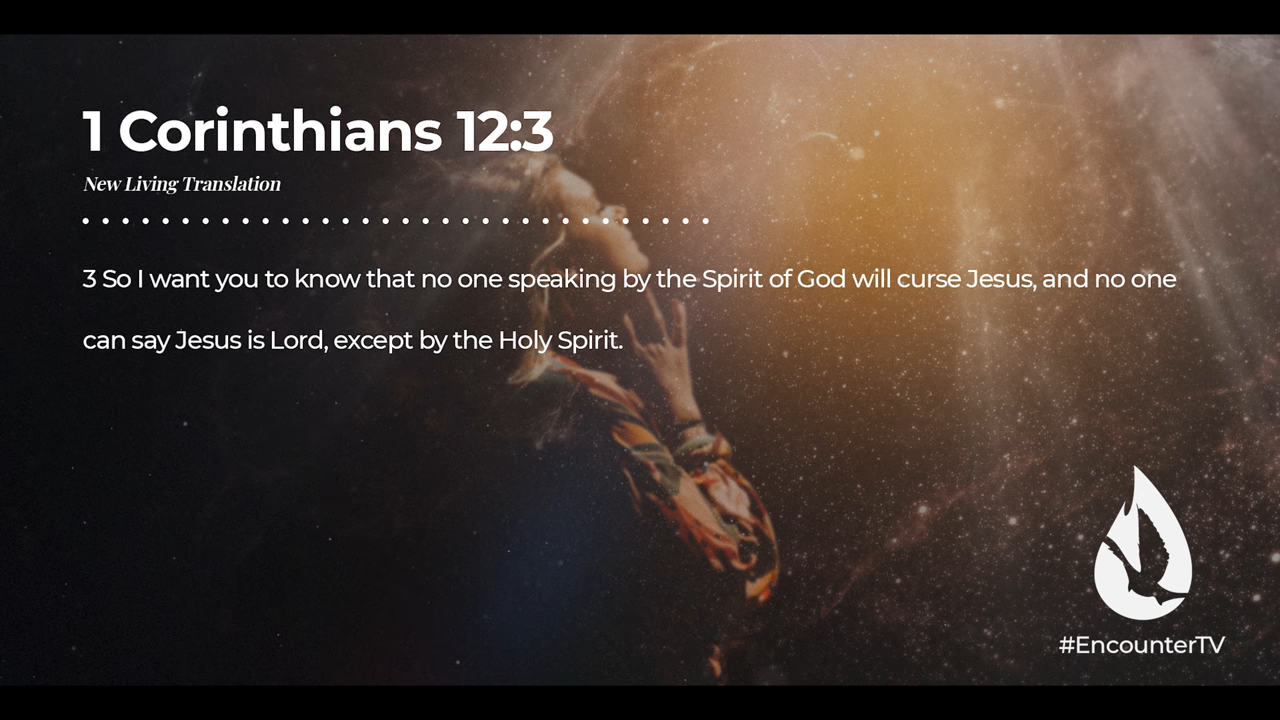 1 Corinthians 12:3
New Living Translation
3 So I want you to know that no one speaking by the Spirit of God will curse Jesus, and no one
can say Jesus is Lord, except by the Holy Spirit.
#EncounterTV